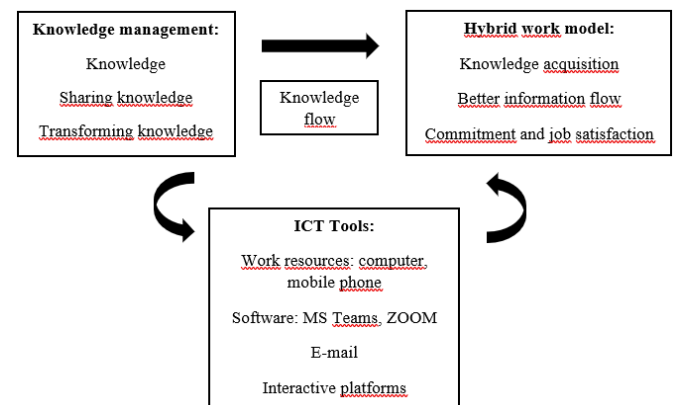 Knowledge management:
Knowledge
Sharing knowledge
Transforming knowledge
Knowledge
flow
Hybrid work model:
Knowledge acquisition
Better information flow
Commitment and job satisfaction
ICT Tools:
Work resources: computer,
mobile phone
Software: MS Teams, ZOOM
E-mail
Interactive platforms